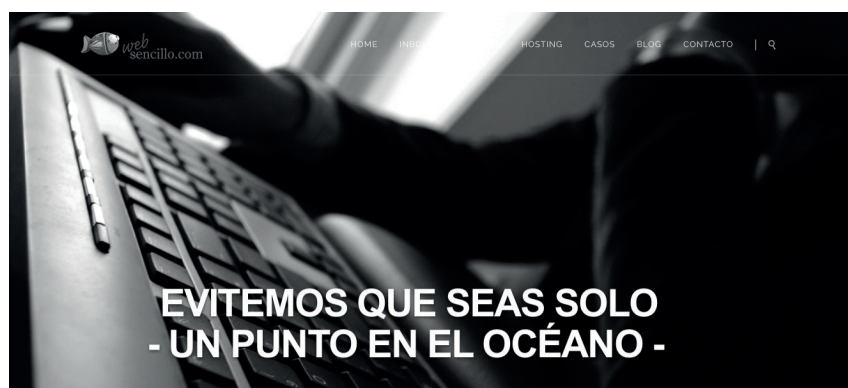 web
sencillo.com
HOME
HOSTING
CASOS
BLOG
CONTACTO
EVITEMOS QUE SEAS SOLO
- UN PUNTO EN EL OCÉANO -